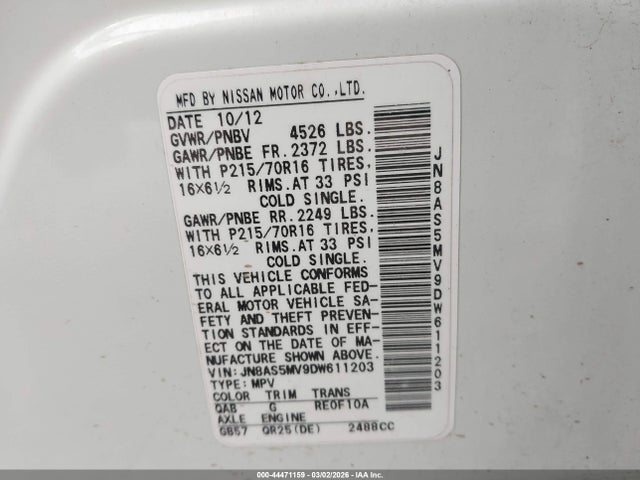 MFD BY NISSAN MOTOR CO.,LTD.
DATE 10/12
GVWR/PNBV 4526 LBS.
GAWR/PNBE FR. 2372 LBS.
WITH P215/70R16 TIRES,
16X6½ RIMS. AT 33 PSI
COLD SINGLE.
GAWR/PNBE RR. 2249 LBS.
WITH P215/70R16 TIRES,
16X6½ RIMS. AT 33 PSI
COLD SINGLE.
THIS VEHICLE CONFORMS
TO ALL APPLICABLE FED-
ERAL MOTOR VEHICLE SA-
FETY AND THEFT PREVEN-
TION STANDARDS IN EFF-
ECT ON THE DATE OF MA-
NUFACTURE SHOWN ABOVE.
VIN: JN8AS5MV9DW611203
TYPE: MPV
COLOR TRIM TRANS
QAB- G RE0F10A
AXLE ENGINE
GB57 QR25(DE) 2488CC
JN8AS5MV9DW611203
000-44471159 | 03/02/2026 - IAA Inc.